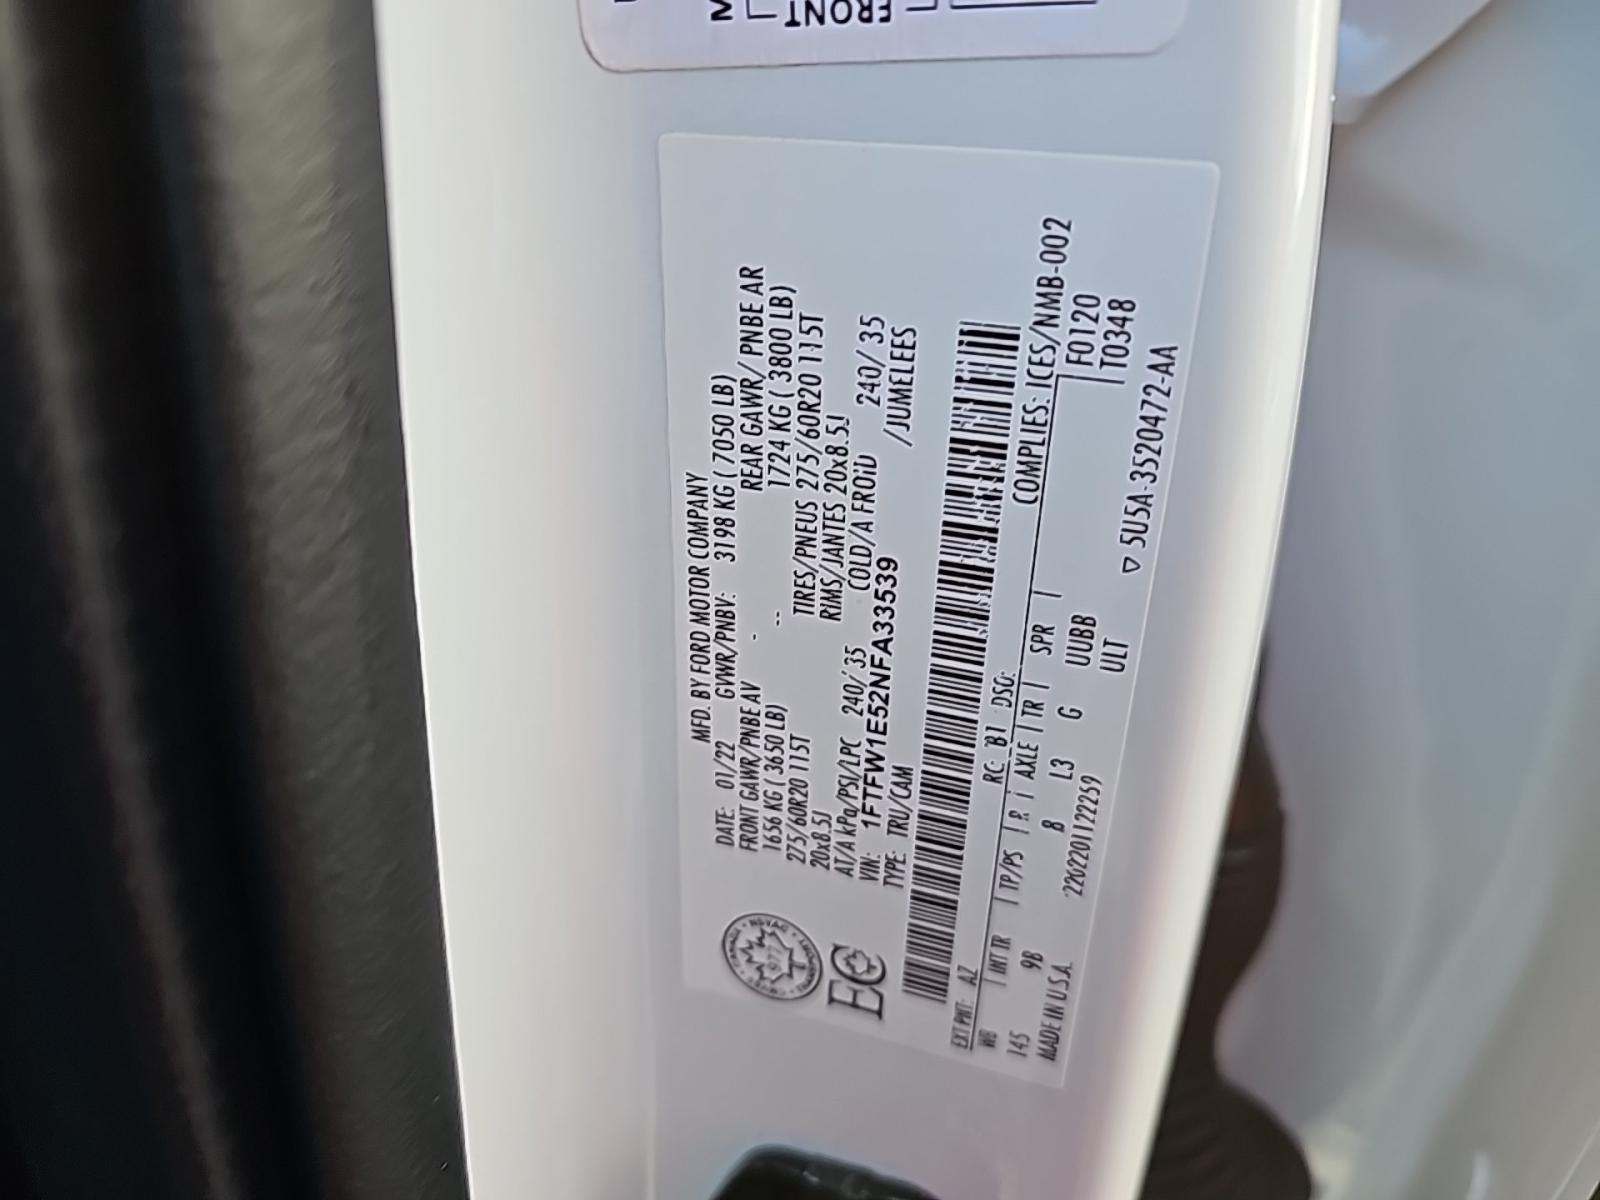 FRONT
MFD. BY FORD MOTOR COMPANY
DATE: 01/22 GVWR/PNBV: 3198 KG ( 7050 LB)
FRONT GAWR/PNBE AV - REAR GAWR/ PNBE AR
1656 KG ( 3650 LB) -- 1724 KG ( 3800 LB)
275/60R20 115T TIRES/PNEUS 275/60R20 115T
20x8.5J RIMS/JANTES 20x8.5J
AT/A kPa/PSI/LPC 240/35 COLD/A FROID 240/35
VIN: 1FTFW1E52NFA33539 /JUMELEES
TYPE: TRU/CAM
EC
COMPLIES: ICES/NMB-002
EXT PNT: AZ RC: B1 DSO: F0120
WB INT TR TP/PS R AXLE TR SPR T0348
145 9B 8 L3 G UUBB
MADE IN U.S.A. ULT
▽ 5U5A-3520472-AA